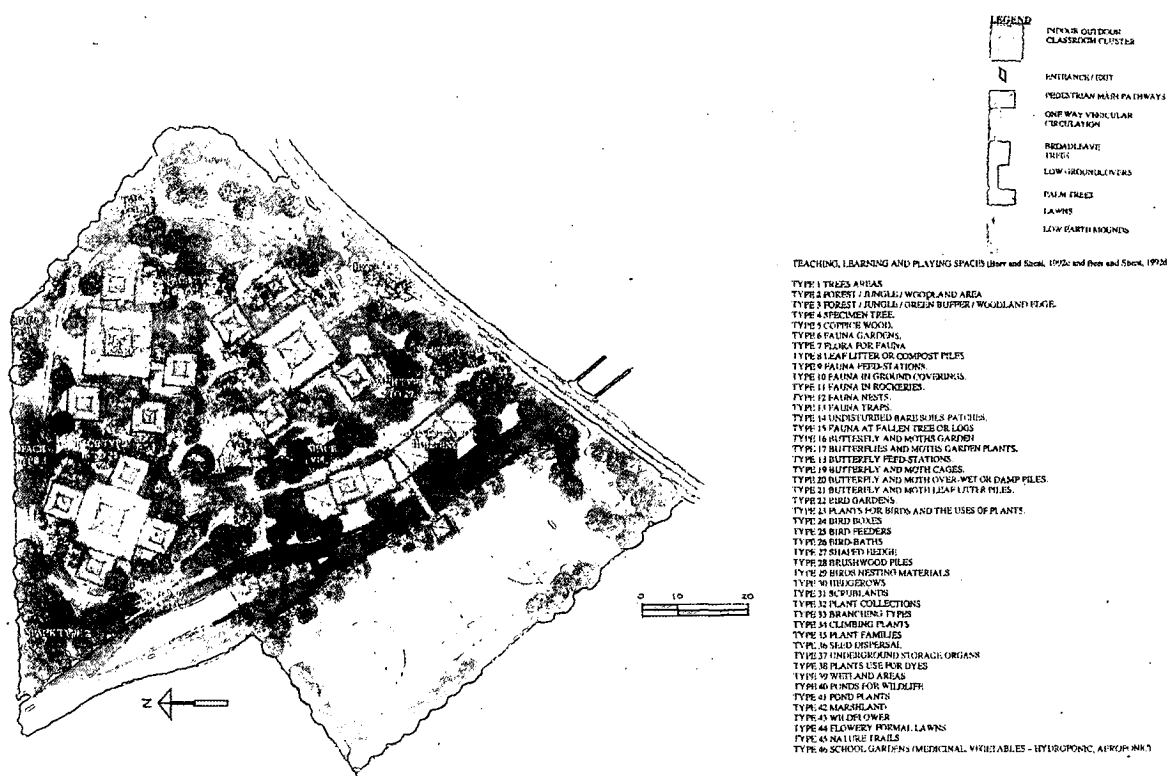 LEGEND
INDOOR OUTDOOR
CLASSROOM CLUSTER
ENTRANCE / EXIT
PEDESTRIAN MAIN PATHWAYS
ONE WAY VEHICULAR
CIRCULATION
BROADLEAVE
TREES
LOW GROUNDCOVERS
PALM TREES
LAWNS
LOW EARTH MOUNDS
TEACHING, LEARNING AND PLAYING SPACES (Beer and Shent, 1992c and Beer and Shent, 1992d
TYPE 1 TREES AREAS
TYPE 2 FOREST / JUNGLE / WOODLAND AREA
TYPE 3 FOREST / JUNGLE / GREEN BUFFER / WOODLAND EDGE.
TYPE 4 SPECIMEN TREE.
TYPE 5 COPPICE WOOD.
TYPE 6 FAUNA GARDENS.
TYPE 7 FLORA FOR FAUNA
TYPE 8 LEAF LITTER OR COMPOST PILES
TYPE 9 FAUNA FEED-STATIONS.
TYPE 10 FAUNA IN GROUND COVERINGS.
TYPE 11 FAUNA IN ROCKERIES.
TYPE 12 FAUNA NESTS.
TYPE 13 FAUNA TRAPS.
TYPE 14 UNDISTURBED BARE SOILS PATCHES.
TYPE 15 FAUNA AT FALLEN TREE OR LOGS
TYPE 16 BUTTERFLY AND MOTHS GARDEN
TYPE 17 BUTTERFLIES AND MOTHS GARDEN PLANTS.
TYPE 18 BUTTERFLY FEED-STATIONS.
TYPE 19 BUTTERFLY AND MOTH CAGES.
TYPE 20 BUTTERFLY AND MOTH OVER-WET OR DAMP PILES.
TYPE 21 BUTTERFLY AND MOTH LEAF LITTER PILES.
TYPE 22 BIRD GARDENS
TYPE 23 PLANTS FOR BIRDS AND THE USES OF PLANTS.
TYPE 24 BIRD BOXES
TYPE 25 BIRD FEEDERS
TYPE 26 BIRD-BATHS
TYPE 27 SHAPED HEDGE
TYPE 28 BRUSHWOOD PILES
TYPE 29 BIRDS NESTING MATERIALS
TYPE 30 HEDGEROWS
TYPE 31 SCRUBLANDS
TYPE 32 PLANT COLLECTIONS
TYPE 33 BRANCHING TYPES
TYPE 34 CLIMBING PLANTS
TYPE 35 PLANT FAMILIES
TYPE 36 SEED DISPERSAL
TYPE 37 UNDERGROUND STORAGE ORGANS
TYPE 38 PLANTS USE FOR DYES
TYPE 39 WETLAND AREAS
TYPE 40 PONDS FOR WILDLIFE
TYPE 41 POND PLANTS
TYPE 42 MARSHLAND
TYPE 43 WILDFLOWER
TYPE 44 FLOWERY FORMAL LAWNS
TYPE 45 NATURE TRAILS
TYPE 46 SCHOOL GARDENS (MEDICINAL, VEGETABLES - HYDROPONIC, AEROPONIC)
0 10 20
N